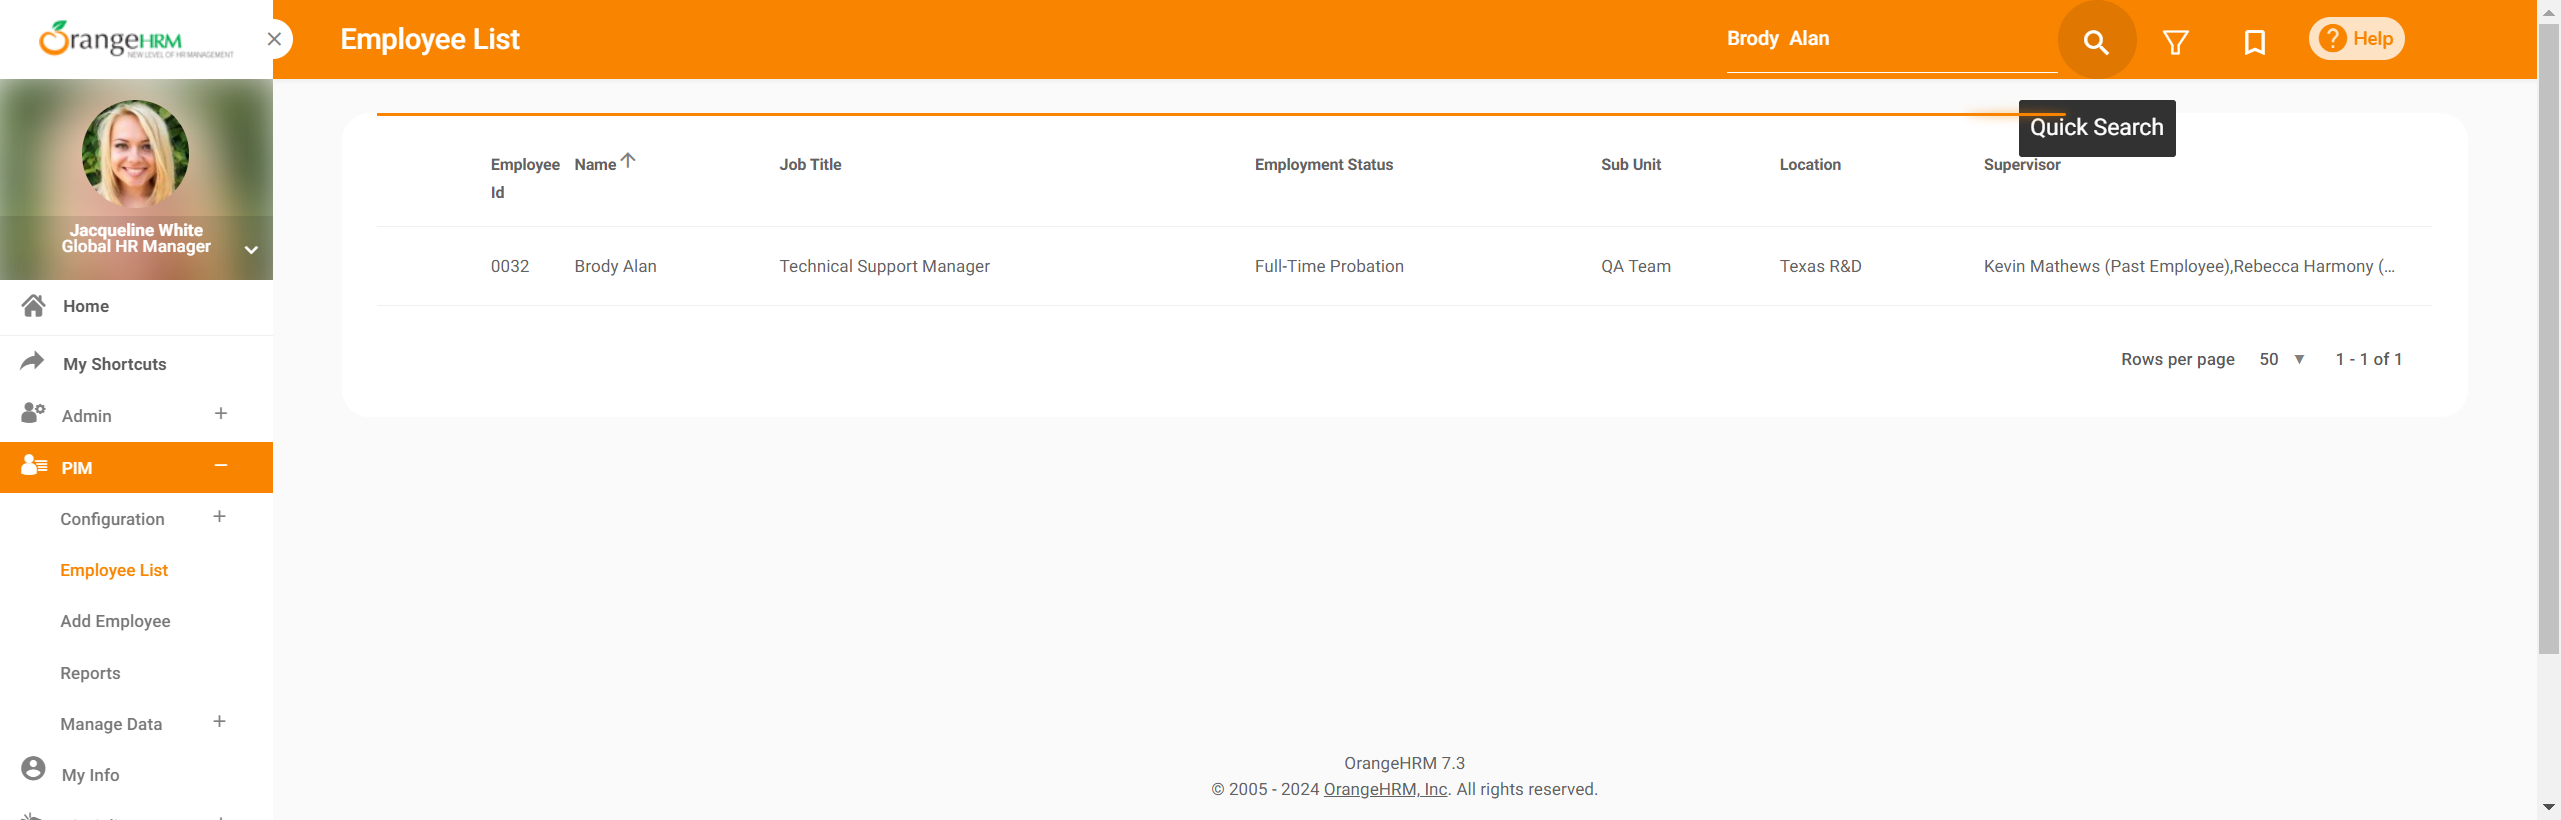 OrangeHRM
NEW LEVEL OF HR MANAGEMENT
Employee List
Brody  Alan
Help
Quick Search
Jacqueline White
Global HR Manager
Home
My Shortcuts
Admin
PIM
Configuration
Employee List
Add Employee
Reports
Manage Data
My Info
Employee Id
Name
Job Title
Employment Status
Sub Unit
Location
Supervisor
0032 Brody Alan Technical Support Manager Full-Time Probation QA Team Texas R&D Kevin Mathews (Past Employee),Rebecca Harmony (...
Rows per page 50 1 - 1 of 1
OrangeHRM 7.3
© 2005 - 2024 OrangeHRM, Inc. All rights reserved.